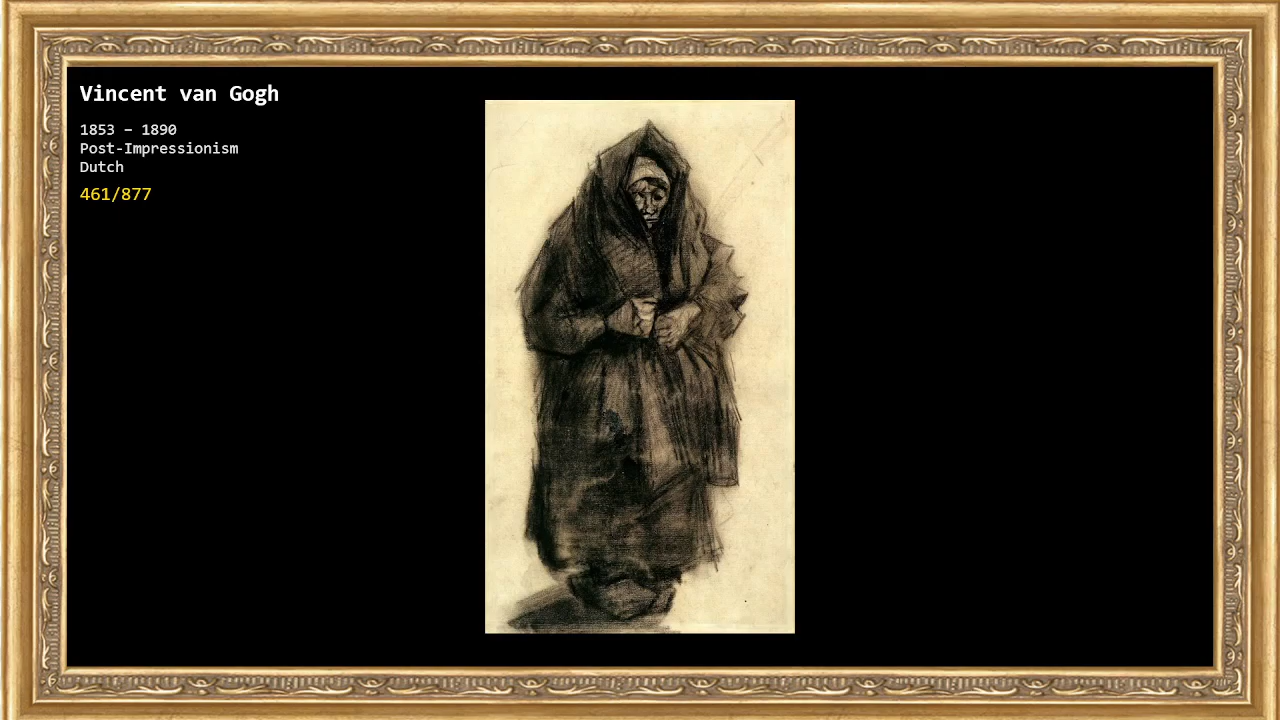 Vincent van Gogh
1853 – 1890
Post-Impressionism
Dutch
461/877